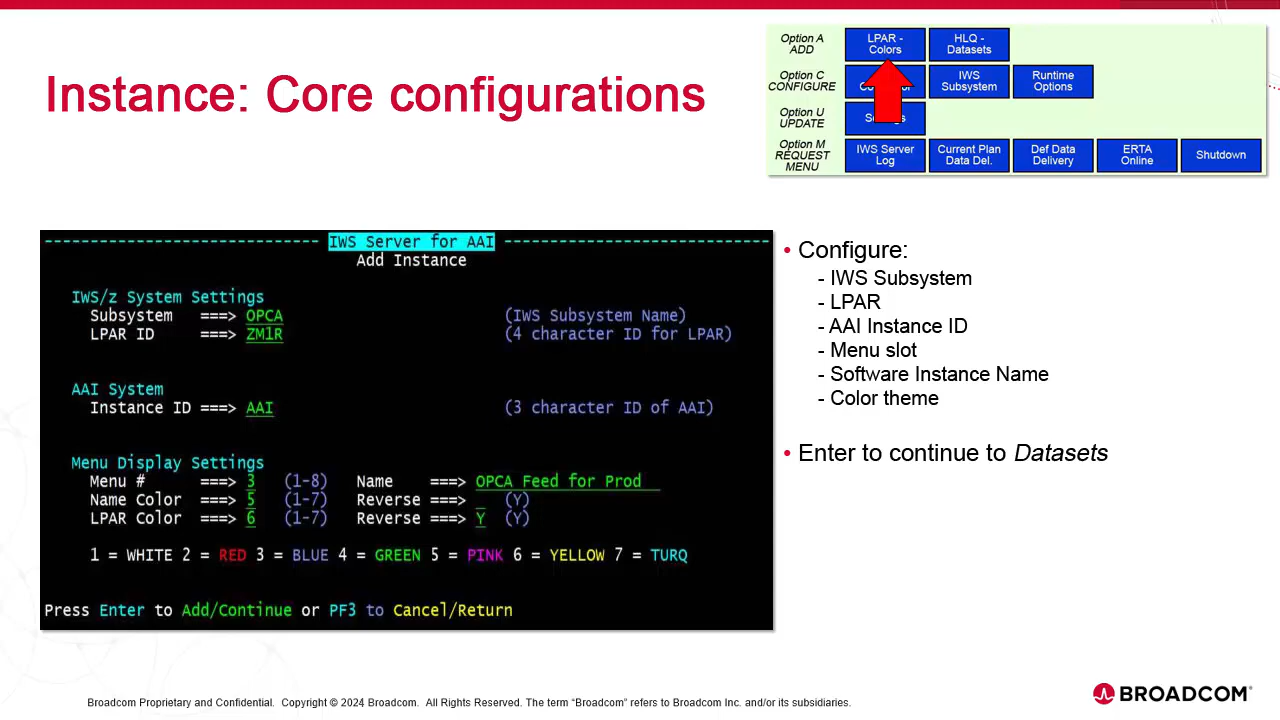 Instance: Core configurations
Option A
ADD
LPAR -
Colors
HLQ -
Datasets
Option C
CONFIGURE
IWS
Subsystem
Runtime
Options
Option U
UPDATE
Option M
REQUEST
MENU
IWS Server
Log
Current Plan
Data Del.
Def Data
Delivery
ERTA
Online
Shutdown
---------------------------- IWS Server for AAI ----------------------------
Add Instance
IWS/z System Settings
Subsystem ===> OPCA (IWS Subsystem Name)
LPAR ID ===> ZM1R (4 character ID for LPAR)
AAI System
Instance ID ===> AAI (3 character ID of AAI)
Menu Display Settings
Menu # ===> 3 (1-8) Name ===> OPCA Feed for Prod
Name Color ===> 5 (1-7) Reverse ===> _ (Y)
LPAR Color ===> 6 (1-7) Reverse ===> Y (Y)
1 = WHITE 2 = RED 3 = BLUE 4 = GREEN 5 = PINK 6 = YELLOW 7 = TURQ
Press Enter to Add/Continue or PF3 to Cancel/Return
• Configure:
- IWS Subsystem
- LPAR
- AAI Instance ID
- Menu slot
- Software Instance Name
- Color theme
• Enter to continue to Datasets
Broadcom Proprietary and Confidential. Copyright © 2024 Broadcom. All Rights Reserved. The term “Broadcom” refers to Broadcom Inc. and/or its subsidiaries.
BROADCOM®